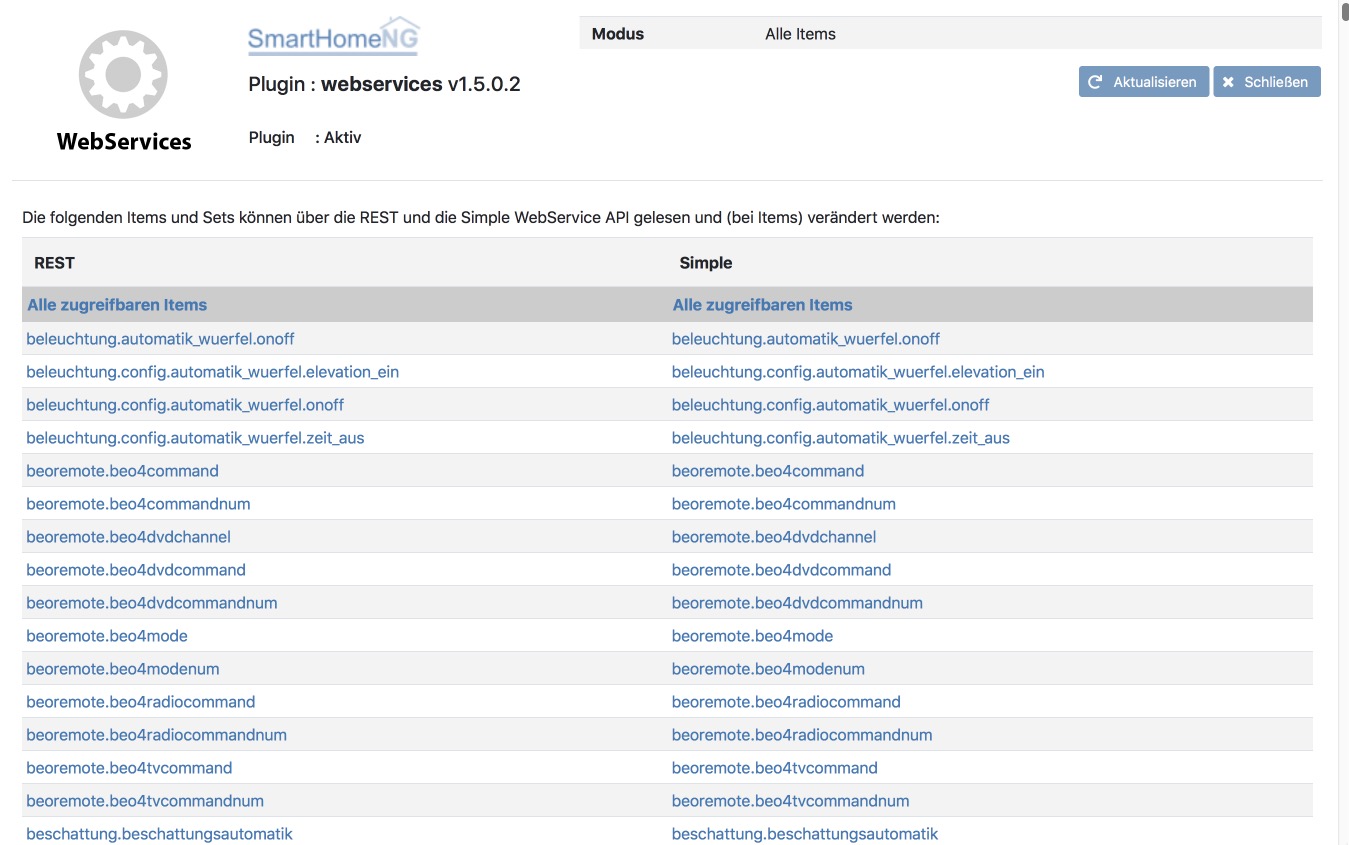 SmartHomeNG
Modus Alle Items
Plugin : webservices v1.5.0.2
Aktualisieren Schließen
WebServices
Plugin : Aktiv
Die folgenden Items und Sets können über die REST und die Simple WebService API gelesen und (bei Items) verändert werden:
REST Simple
Alle zugreifbaren Items Alle zugreifbaren Items
beleuchtung.automatik_wuerfel.onoff beleuchtung.automatik_wuerfel.onoff
beleuchtung.config.automatik_wuerfel.elevation_ein beleuchtung.config.automatik_wuerfel.elevation_ein
beleuchtung.config.automatik_wuerfel.onoff beleuchtung.config.automatik_wuerfel.onoff
beleuchtung.config.automatik_wuerfel.zeit_aus beleuchtung.config.automatik_wuerfel.zeit_aus
beoremote.beo4command beoremote.beo4command
beoremote.beo4commandnum beoremote.beo4commandnum
beoremote.beo4dvdchannel beoremote.beo4dvdchannel
beoremote.beo4dvdcommand beoremote.beo4dvdcommand
beoremote.beo4dvdcommandnum beoremote.beo4dvdcommandnum
beoremote.beo4mode beoremote.beo4mode
beoremote.beo4modenum beoremote.beo4modenum
beoremote.beo4radiocommand beoremote.beo4radiocommand
beoremote.beo4radiocommandnum beoremote.beo4radiocommandnum
beoremote.beo4tvcommand beoremote.beo4tvcommand
beoremote.beo4tvcommandnum beoremote.beo4tvcommandnum
beschattung.beschattungsautomatik beschattung.beschattungsautomatik